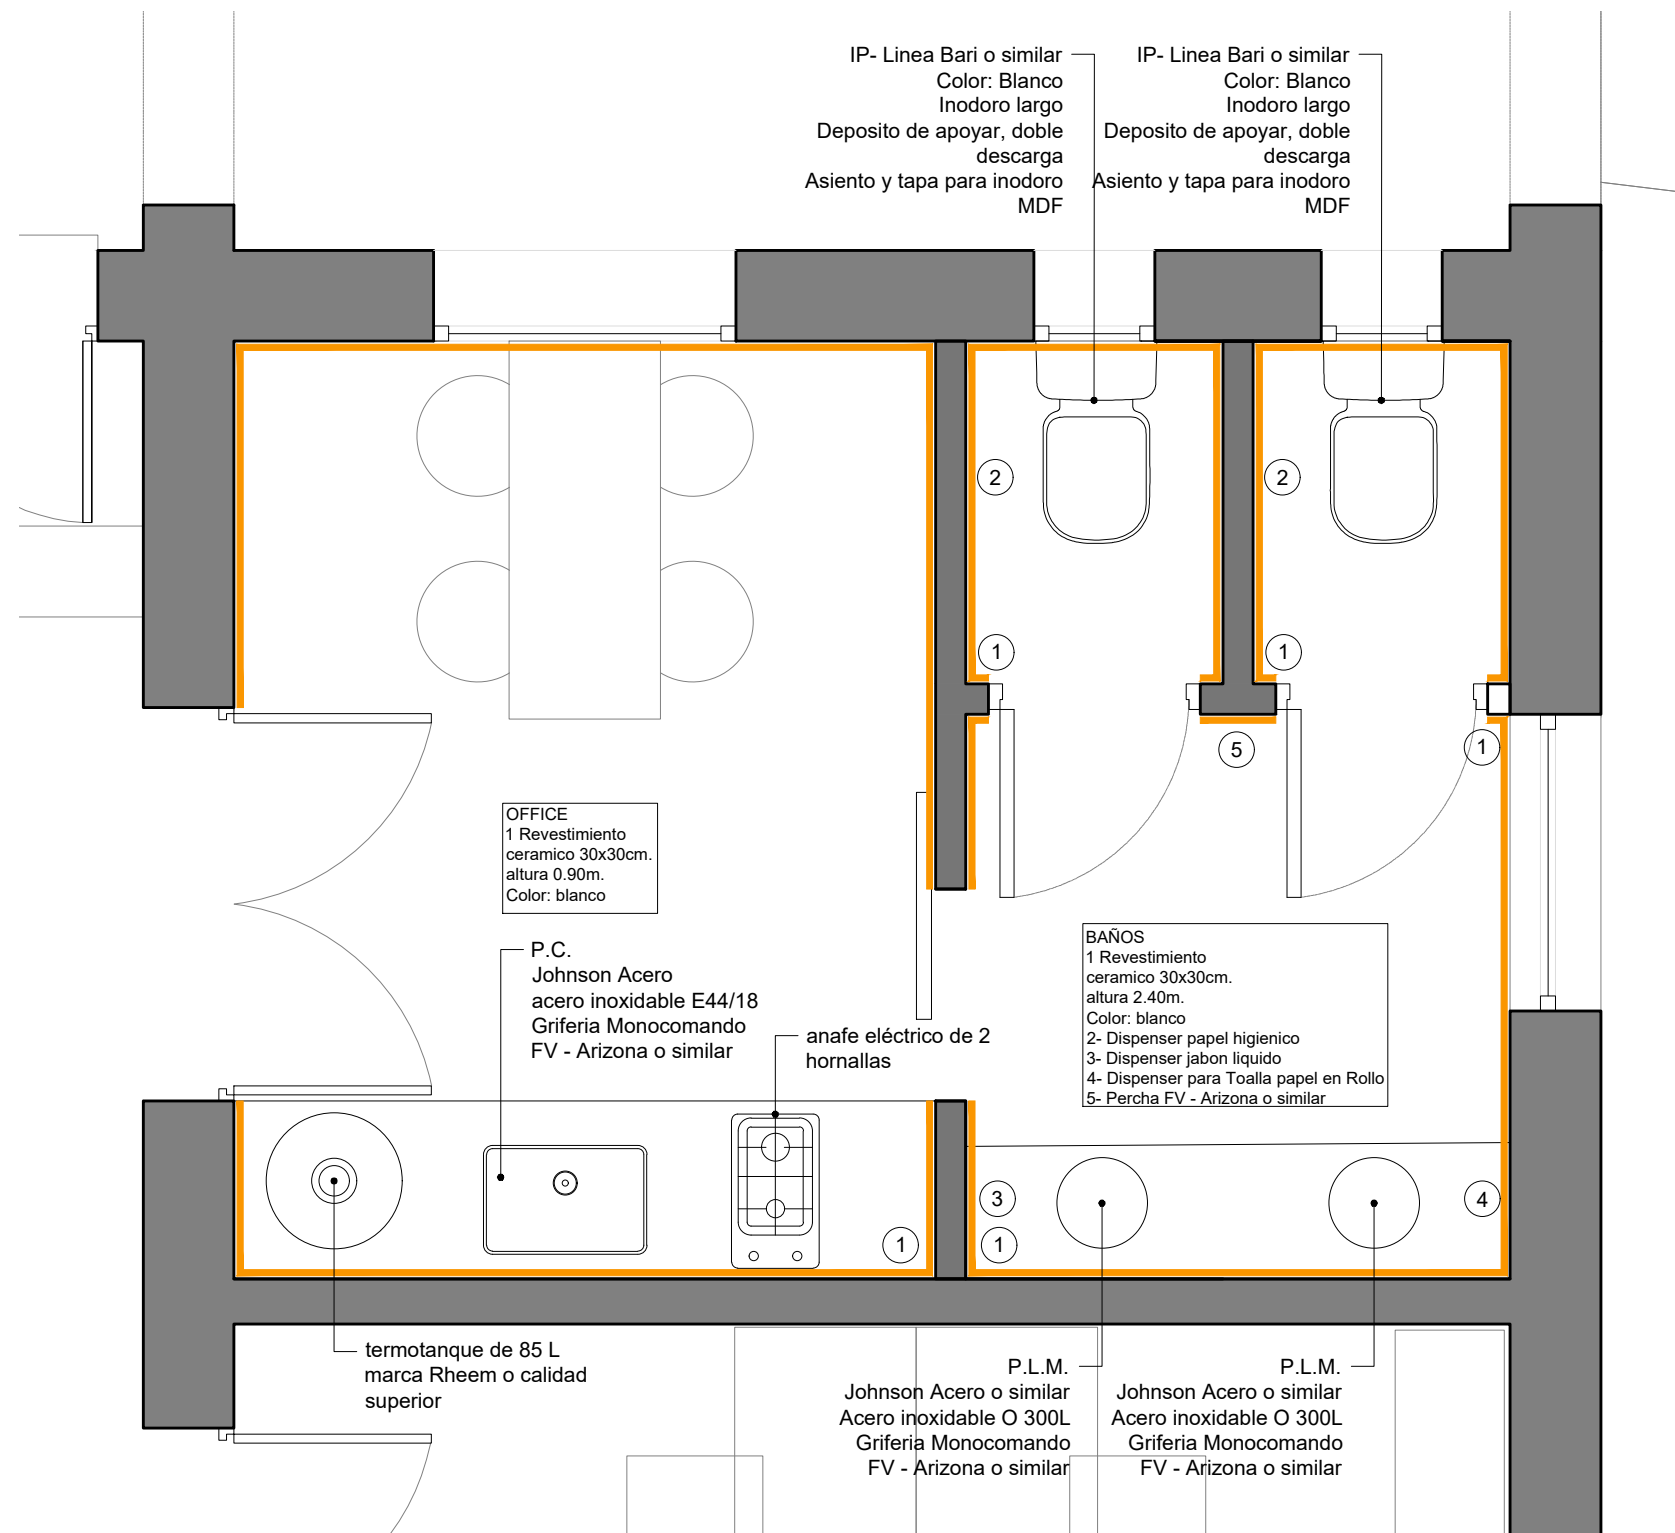 IP- Linea Bari o similar
Color: Blanco
Inodoro largo
Deposito de apoyar, doble
descarga
Asiento y tapa para inodoro
MDF
IP- Linea Bari o similar
Color: Blanco
Inodoro largo
Deposito de apoyar, doble
descarga
Asiento y tapa para inodoro
MDF
2
2
1
1
5
1
OFFICE
1 Revestimiento
ceramico 30x30cm.
altura 0.90m.
Color: blanco
P.C.
Johnson Acero
acero inoxidable E44/18
Griferia Monocomando
FV - Arizona o similar
anafe eléctrico de 2
hornallas
BAÑOS
1 Revestimiento
ceramico 30x30cm.
altura 2.40m.
Color: blanco
2- Dispenser papel higienico
3- Dispenser jabon liquido
4- Dispenser para Toalla papel en Rollo
5- Percha FV - Arizona o similar
3
4
1
1
termotanque de 85 L
marca Rheem o calidad
superior
P.L.M.
Johnson Acero o similar
Acero inoxidable O 300L
Griferia Monocomando
FV - Arizona o similar
P.L.M.
Johnson Acero o similar
Acero inoxidable O 300L
Griferia Monocomando
FV - Arizona o similar